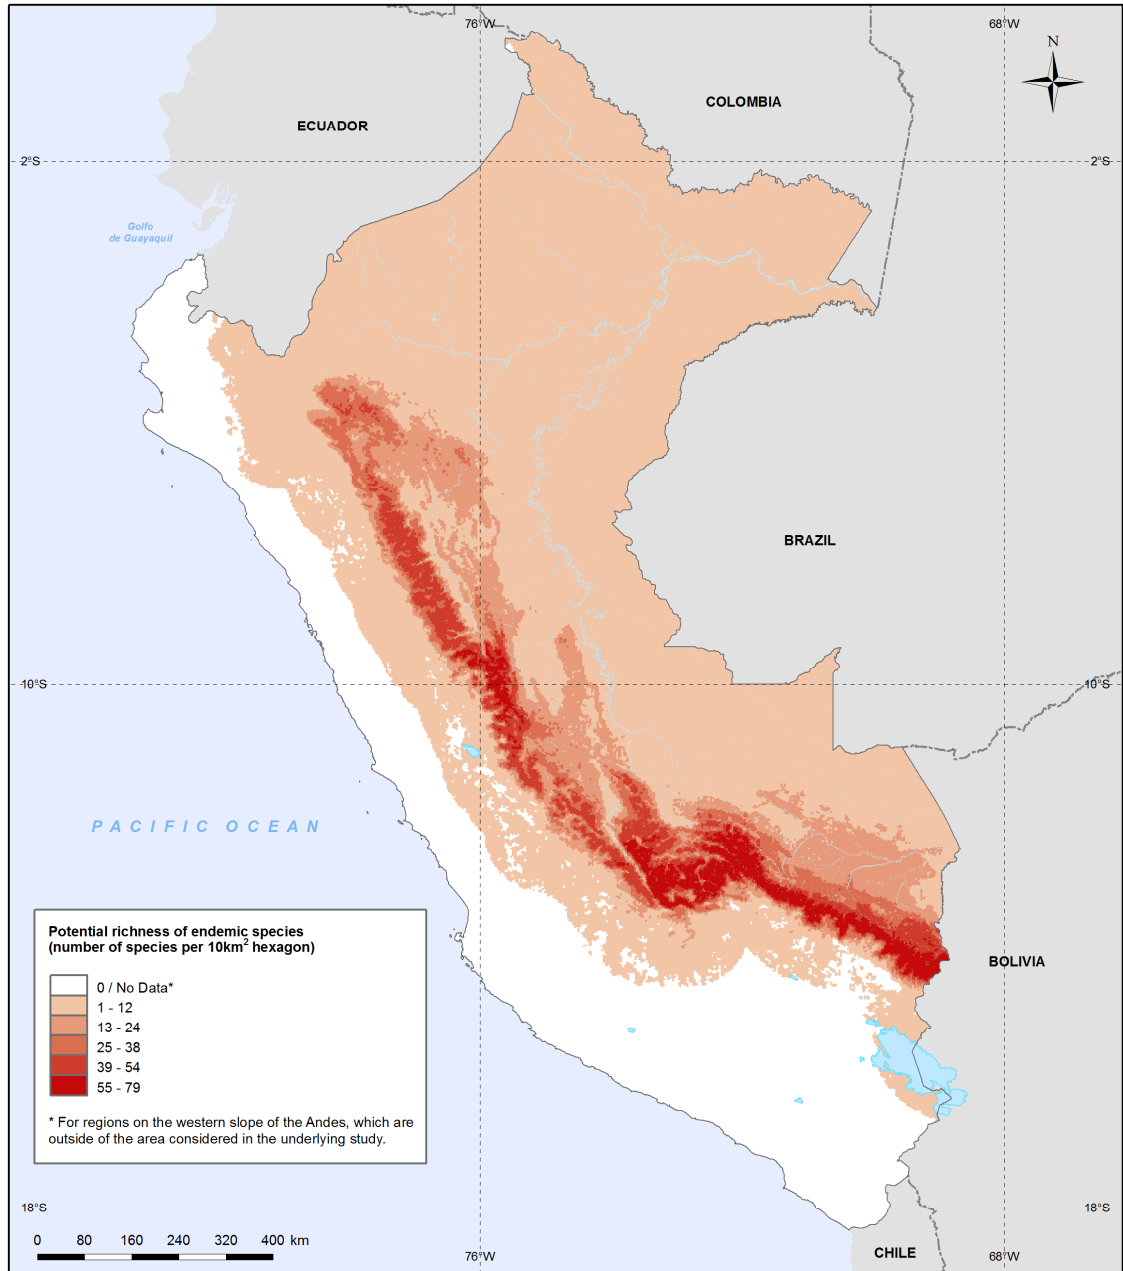 76°W
68°W
N
COLOMBIA
ECUADOR
2°S
2°S
Golfo
de Guayaquil
BRAZIL
10°S
10°S
PACIFIC OCEAN
BOLIVIA
Potential richness of endemic species
(number of species per 10km² hexagon)
0 / No Data*
1 - 12
13 - 24
25 - 38
39 - 54
55 - 79
* For regions on the western slope of the Andes, which are
outside of the area considered in the underlying study.
18°S
18°S
0 80 160 240 320 400 km
76°W
68°W
CHILE